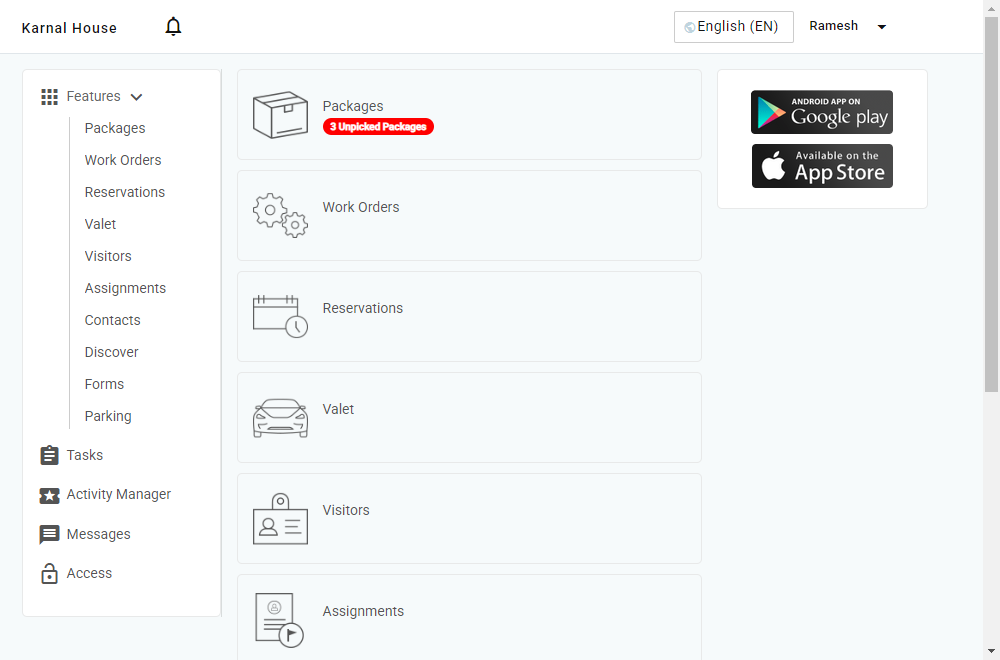 Karnal House
English (EN)
Ramesh
Features
Packages
Work Orders
Reservations
Valet
Visitors
Assignments
Contacts
Discover
Forms
Parking
Tasks
Activity Manager
Messages
Access
Packages
3 Unpicked Packages
Work Orders
Reservations
Valet
Visitors
Assignments
ANDROID APP ON
Google play
Available on the
App Store